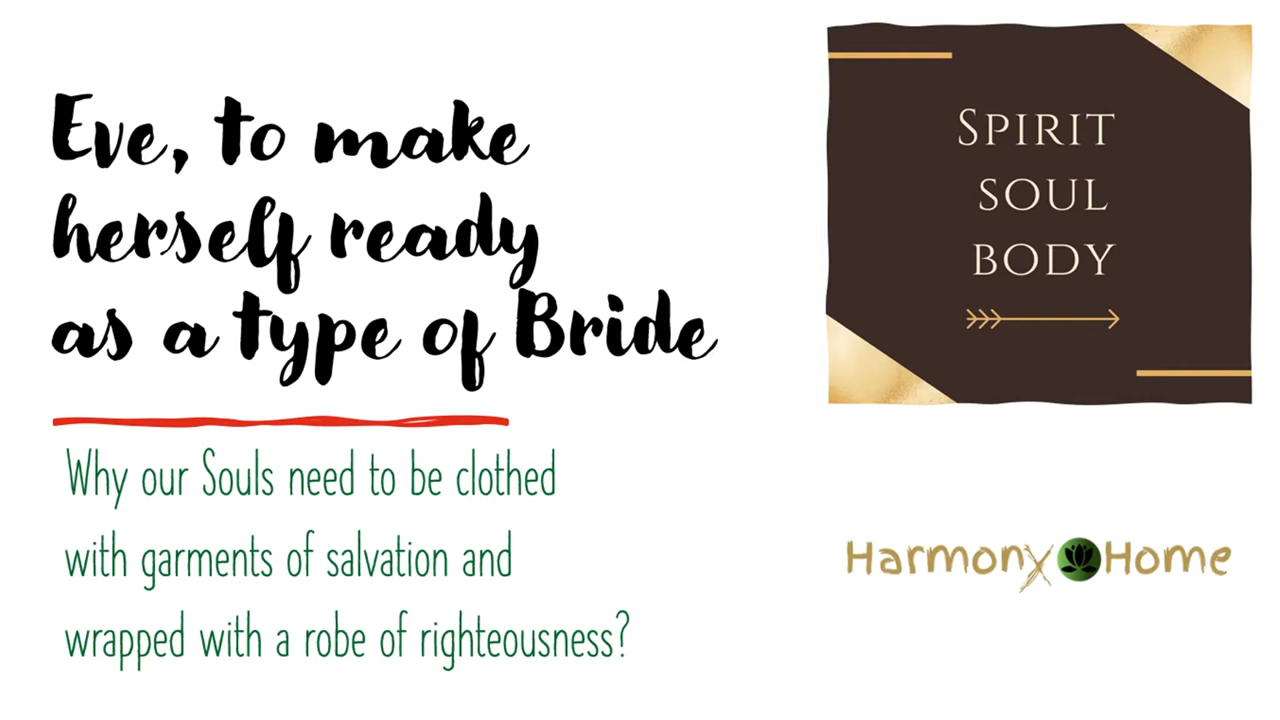 Eve, to make
herself ready
as a type of Bride
Why our Souls need to be clothed
with garments of salvation and
wrapped with a robe of righteousness?
SPIRIT
SOUL
BODY
Harmony Home